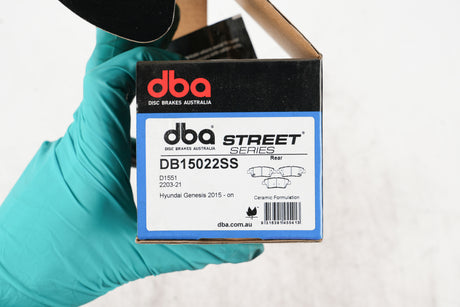 dba
DISC BRAKES AUSTRALIA
dba STREET
DISC BRAKES AUSTRALIA SERIES
DB15022SS Rear
D1551
2203-21
Hyundai Genesis 2015 - on
Ceramic Formulation
dba.com.au